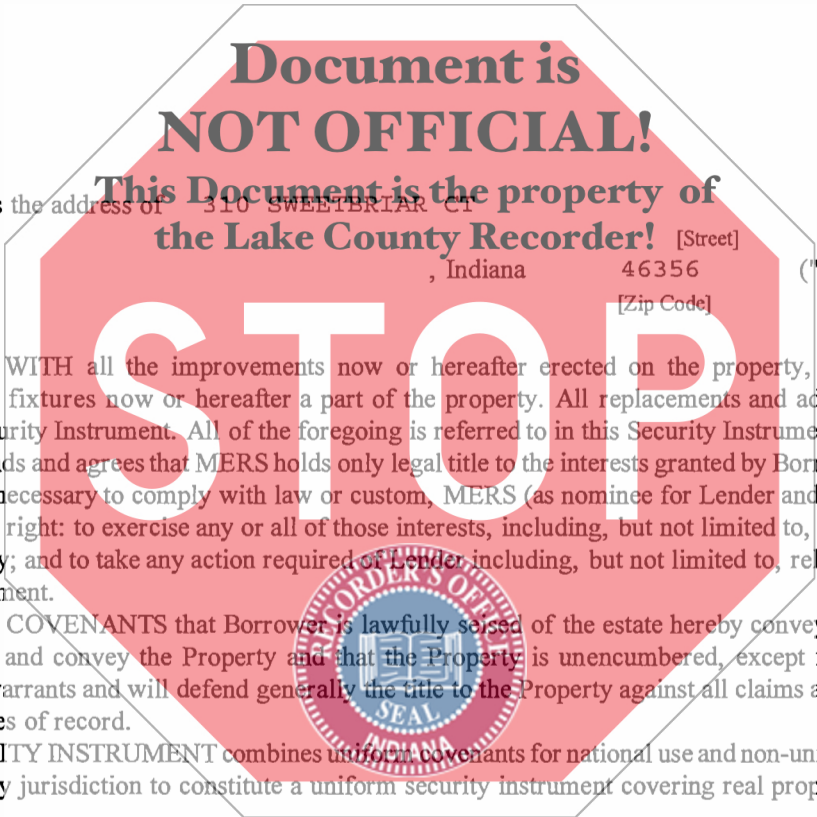 Document is
NOT OFFICIAL!
This Document is the property of
the address of 310 SWEETBRIAR CT
the Lake County Recorder! [Street]
, Indiana 46356 ("
[Zip Code]
STOP
WITH all the improvements now or hereafter erected on the property,
fixtures now or hereafter a part of the property. All replacements and ad
urity Instrument. All of the foregoing is referred to in this Security Instrume
ds and agrees that MERS holds only legal title to the interests granted by Borr
necessary to comply with law or custom, MERS (as nominee for Lender and
right: to exercise any or all of those interests, including, but not limited to,
y; and to take any action required of Lender including, but not limited to, rel
ment.
RECORDER'S OFFICE
COVENANTS that Borrower is lawfully seised of the estate hereby convey
and convey the Property and that the Property is unencumbered, except
arrants and will defend generally the title to the Property against all claims a
SEAL
es of record.
INDIANA
ITY INSTRUMENT combines uniform covenants for national use and non-uni
y jurisdiction to constitute a uniform security instrument covering real prop